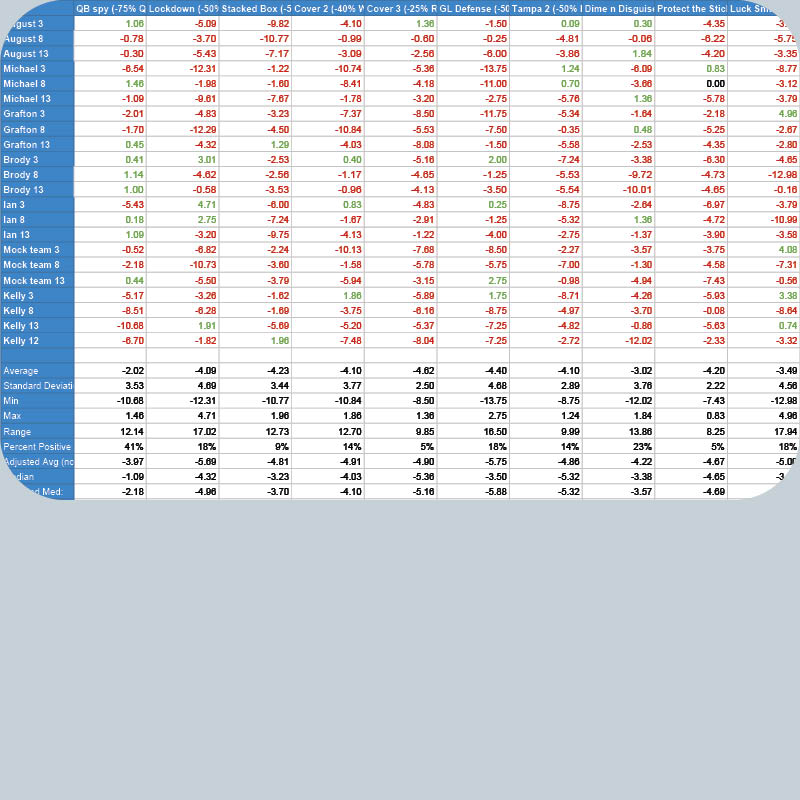 QB spy (-75% Q Lockdown (-50% Stacked Box (-5 Cover 2 (-40% W Cover 3 (-25% R GL Defense (-50 Tampa 2 (-50% Dime n Disguis Protect the Stic Luck
August 3 1.06 -5.09 -9.82 -4.10 1.36 -1.50 0.09 0.30 -4.35
August 8 -0.78 -3.70 -10.77 -0.99 -0.60 -0.25 -4.81 -0.06 -6.22 -5.75
August 13 -0.30 -5.43 -7.17 -3.09 -2.56 -6.00 -3.86 1.84 -4.20 -3.35
Michael 3 -6.54 -12.31 -1.22 -10.74 -5.36 -13.75 1.24 -6.09 0.83 -8.77
Michael 8 1.46 -1.98 -1.60 -8.41 -4.18 -11.00 0.70 -3.66 0.00 -3.12
Michael 13 -1.09 -9.61 -7.67 -1.78 -3.20 -2.75 -5.76 1.36 -5.78 -3.79
Grafton 3 -2.01 -4.83 -3.23 -7.37 -8.50 -11.75 -5.34 -1.64 -2.18 4.96
Grafton 8 -1.70 -12.29 -4.50 -10.84 -5.53 -7.50 -0.35 0.48 -5.25 -2.67
Grafton 13 0.45 -4.32 1.29 -4.03 -8.08 -1.50 -5.58 -2.53 -4.35 -2.80
Brody 3 0.41 3.01 -2.53 0.40 -5.16 2.00 -7.24 -3.38 -6.30 -4.65
Brody 8 1.14 -4.62 -2.56 -1.17 -4.65 -1.25 -5.53 -9.72 -4.73 -12.98
Brody 13 1.00 -0.58 -3.53 -0.96 -4.13 -3.50 -5.54 -10.01 -4.65 -0.16
Ian 3 -5.43 4.71 -6.00 0.83 -4.83 0.25 -8.75 -2.64 -6.97 -3.79
Ian 8 0.18 2.75 -7.24 -1.67 -2.91 -1.25 -5.32 1.36 -4.72 -10.99
Ian 13 1.09 -3.20 -9.75 -4.13 -1.22 -4.00 -2.75 -1.37 -3.90 -3.58
Mock team 3 -0.52 -6.82 -2.24 -10.13 -7.68 -8.50 -2.27 -3.57 -3.75 4.08
Mock team 8 -2.18 -10.73 -3.60 -1.58 -5.78 -5.75 -7.00 -1.30 -4.58 -7.31
Mock team 13 0.44 -5.50 -3.79 -5.94 -3.15 2.75 -0.98 -4.94 -7.43 -0.56
Kelly 3 -5.17 -3.26 -1.62 1.86 -5.89 1.75 -8.71 -4.26 -5.93 3.38
Kelly 8 -8.51 -6.28 -1.69 -3.75 -6.16 -8.75 -4.97 -3.70 -0.08 -8.64
Kelly 13 -10.68 1.91 -5.69 -5.20 -5.37 -7.25 -4.82 -0.86 -5.63 0.74
Kelly 12 -6.70 -1.82 1.96 -7.48 -8.04 -7.25 -2.72 -12.02 -2.33 -3.32
Average -2.02 -4.09 -4.23 -4.10 -4.62 -4.40 -4.10 -3.02 -4.20 -3.49
Standard Deviati 3.53 4.69 3.44 3.77 2.50 4.68 2.89 3.76 2.22 4.56
Min -10.68 -12.31 -10.77 -10.84 -8.50 -13.75 -8.75 -12.02 -7.43 -12.98
Max 1.46 4.71 1.96 1.86 1.36 2.75 1.24 1.84 0.83 4.96
Range 12.14 17.02 12.73 12.70 9.85 16.50 9.99 13.86 8.25 17.94
Percent Positive 41% 18% 9% 14% 5% 18% 14% 23% 5% 18%
Adjusted Avg (no -3.97 -5.69 -4.81 -4.91 -4.90 -5.75 -4.86 -4.22 -4.67 -5.00
dian -1.09 -4.32 -3.23 -4.03 -5.36 -3.50 -5.32 -3.38 -4.65
Med: -2.18 -4.96 -3.70 -4.10 -5.16 -5.88 -5.32 -3.57 -4.69